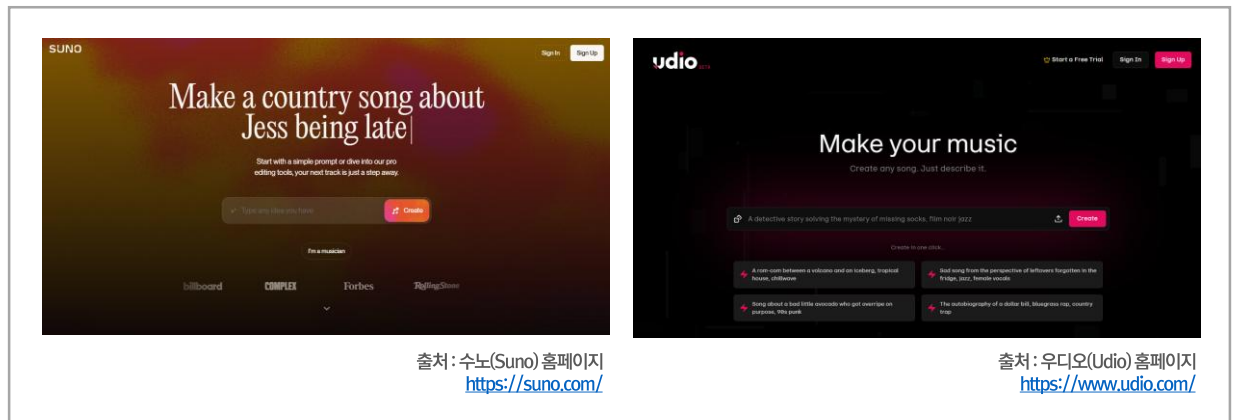 SUNO
Sign In
Sign Up
Make a country song about
Jess being late
Start with a simple prompt or dive into our pro
editing tools, your next track is just a step away.
Type any idea you have
Create
I'm a musician
billboard
COMPLEX
Forbes
RollingStone
출처 : 수노(Suno) 홈페이지
https://suno.com/
udio BETA
Start a Free Trial
Sign In
Sign Up
Make your music
Create any song. Just describe it.
A detective story solving the mystery of missing socks. film noir jazz
Create
Create in one click...
A rom-com between a volcano and an iceberg, tropical
house, chillwave
Sad song from the perspective of leftovers forgotten in the
fridge, jazz, female vocals
Song about a bad little avocado who got overripe on
purpose, 90s punk
The autobiography of a dollar bill, bluegrass rap, country
trap
출처 : 우디오(Udio) 홈페이지
https://www.udio.com/